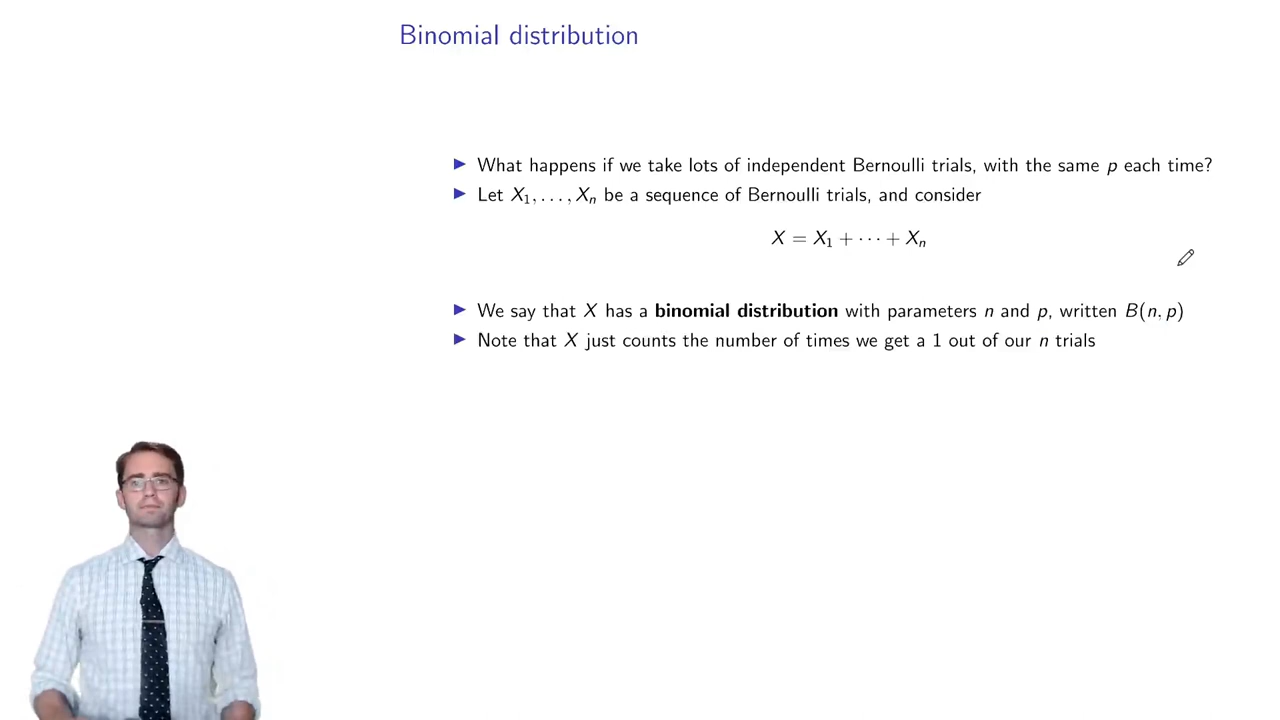 Binomial distribution
What happens if we take lots of independent Bernoulli trials, with the same p each time?
Let X₁, . . . , Xₙ be a sequence of Bernoulli trials, and consider
X = X₁ + · · · + Xₙ
We say that X has a binomial distribution with parameters n and p, written B(n, p)
Note that X just counts the number of times we get a 1 out of our n trials